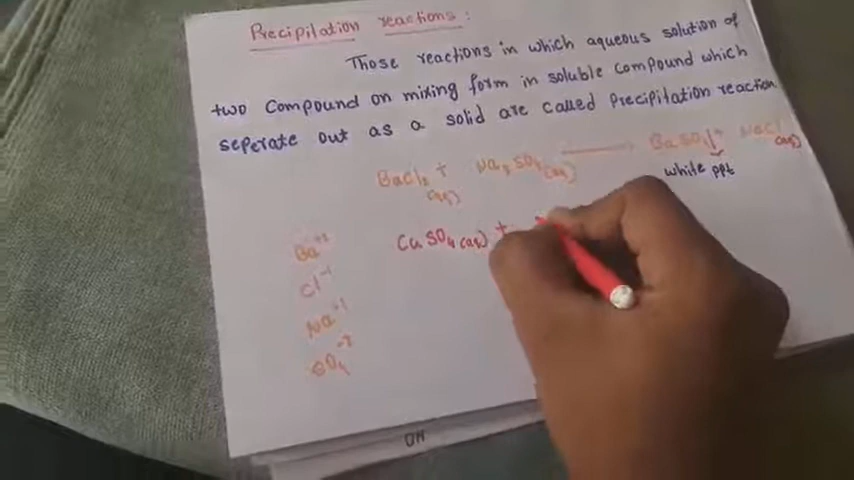 Precipitation reactions :
Those reactions in which aqueous solution of
two compound on mixing form in soluble compound which
seperate out as a solid are called precipitation reaction
BaCl₂ + Na₂SO₄ (aq) → BaSO₄↓ + NaCl
(aq) white ppt (aq)
Ba⁺²
Cl⁻¹
Na⁺¹
SO₄⁻²
CuSO₄ (aq) +